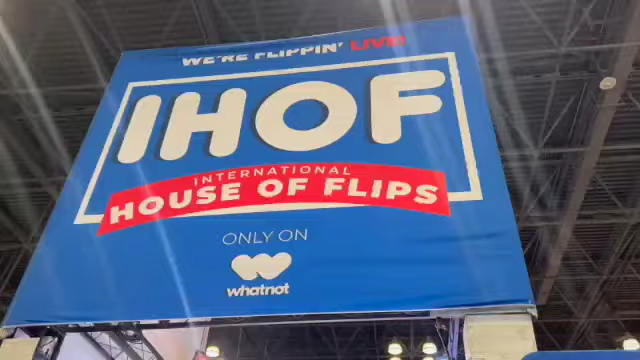 WE'RE FLIPPIN' LIVE!
IHOF
INTERNATIONAL
HOUSE OF FLIPS
ONLY ON
whatnot